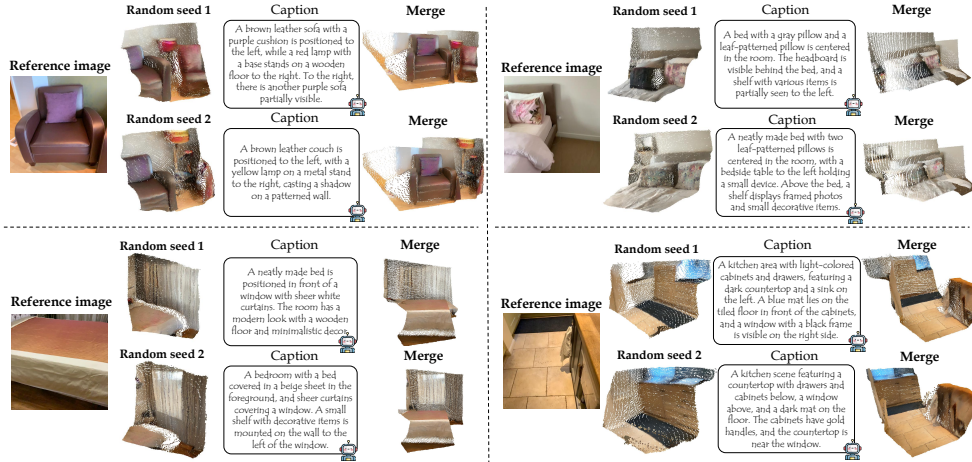 Random seed 1
Caption
Merge
Reference image
A brown leather sofa with a
purple cushion is positioned to
the left, while a red lamp with
a base stands on a wooden
floor to the right. To the right,
there is another purple sofa
partially visible.
Random seed 2
Caption
Merge
A brown leather couch is
positioned to the left, with a
yellow lamp on a metal stand
to the right, casting a shadow
on a patterned wall.
Random seed 1
Caption
Merge
Reference image
A bed with a gray pillow and a
leaf-patterned pillow is centered
in the room. The headboard is
visible behind the bed, and a
shelf with various items is
partially seen to the left.
Random seed 2
Caption
Merge
A neatly made bed with two
leaf-patterned pillows is
centered in the room, with a
bedside table to the left holding
a small device. Above the bed, a
shelf displays framed photos
and small decorative items.
Random seed 1
Caption
Merge
Reference image
A neatly made bed is
positioned in front of a
window with sheer white
curtains. The room has a
modern look with a wooden
floor and minimalistic decor.
Random seed 2
Caption
Merge
A bedroom with a bed
covered in a beige sheet in the
foreground, and sheer curtains
covering a window. A small
shelf with decorative items is
mounted on the wall to the
left of the window.
Random seed 1
Caption
Merge
Reference image
A kitchen area with light-colored
cabinets and drawers, featuring a
dark countertop and a sink on
the left. A blue mat lies on the
tiled floor in front of the cabinets,
and a window with a black frame
is visible on the right side.
Random seed 2
Caption
Merge
A kitchen scene featuring a
countertop with drawers and
cabinets below, a window
above, and a dark mat on the
floor. The cabinets have gold
handles, and the countertop is
near the window.